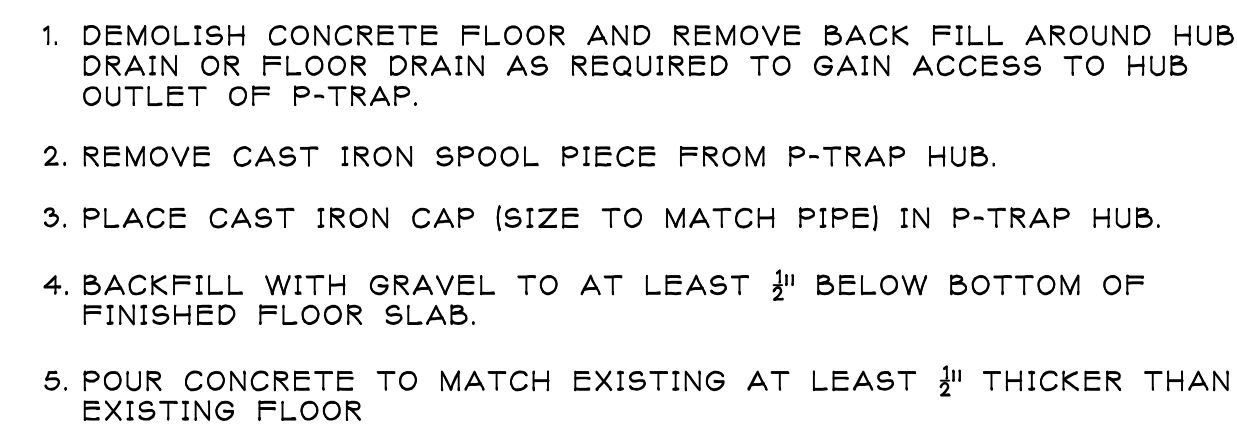 1. DEMOLISH CONCRETE FLOOR AND REMOVE BACK FILL AROUND HUB
DRAIN OR FLOOR DRAIN AS REQUIRED TO GAIN ACCESS TO HUB
OUTLET OF P-TRAP.
2. REMOVE CAST IRON SPOOL PIECE FROM P-TRAP HUB.
3. PLACE CAST IRON CAP (SIZE TO MATCH PIPE) IN P-TRAP HUB.
4. BACKFILL WITH GRAVEL TO AT LEAST ½" BELOW BOTTOM OF
FINISHED FLOOR SLAB.
5. POUR CONCRETE TO MATCH EXISTING AT LEAST ½" THICKER THAN
EXISTING FLOOR